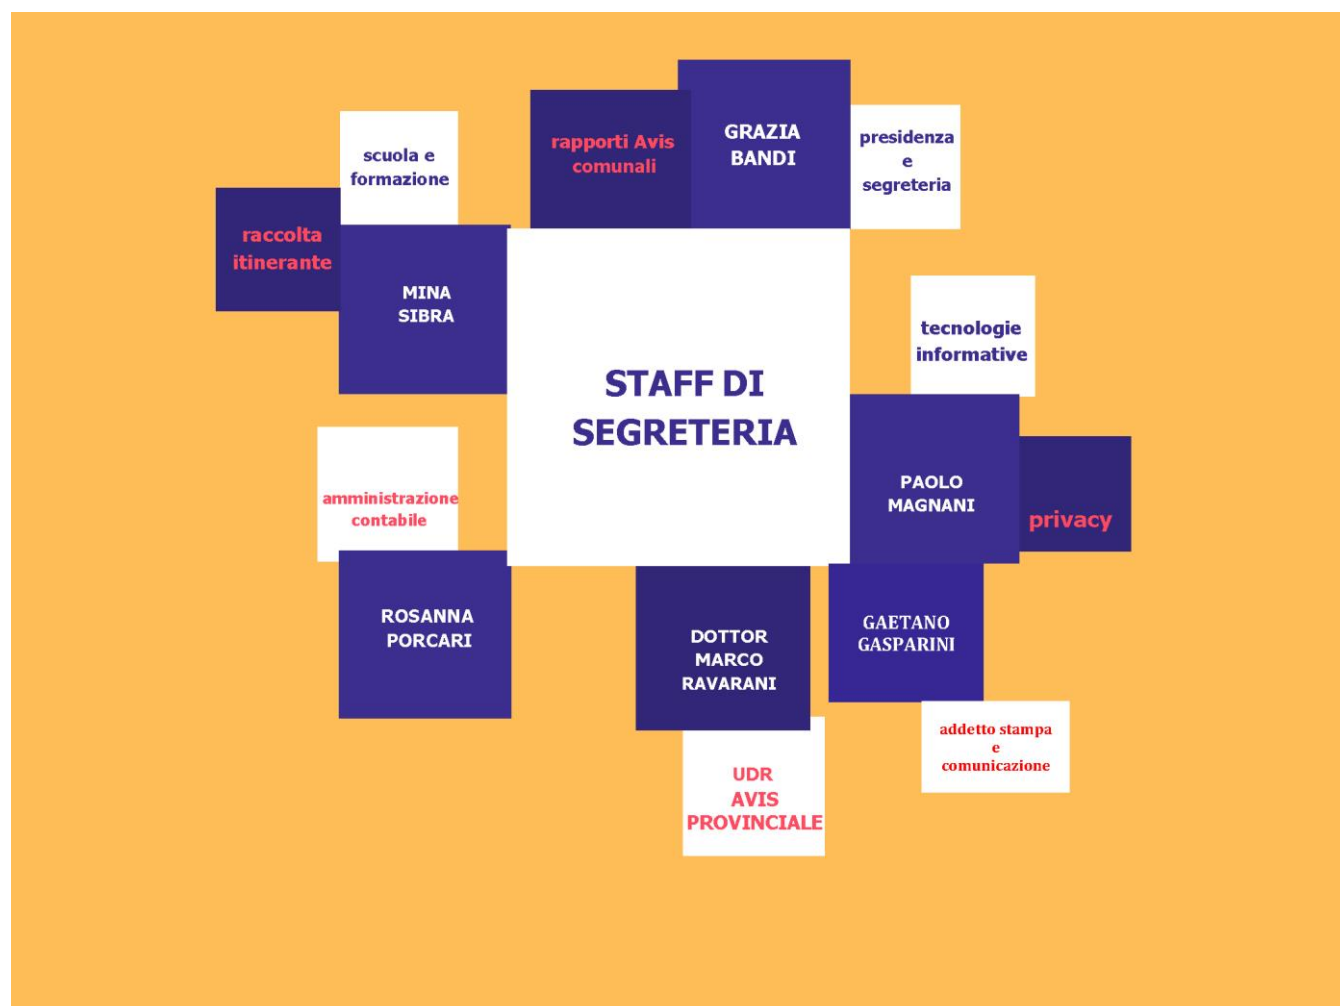 GRAZIA
BANDI
rapporti Avis
comunali
presidenza
e
segreteria
scuola e
formazione
raccolta
itinerante
MINA
SIBRA
tecnologie
informative
STAFF DI
SEGRETERIA
PAOLO
MAGNANI
privacy
amministrazione
contabile
ROSANNA
PORCARI
DOTTOR
MARCO
RAVARANI
GAETANO
GASPARINI
addetto stampa
e
comunicazione
UDR
AVIS
PROVINCIALE